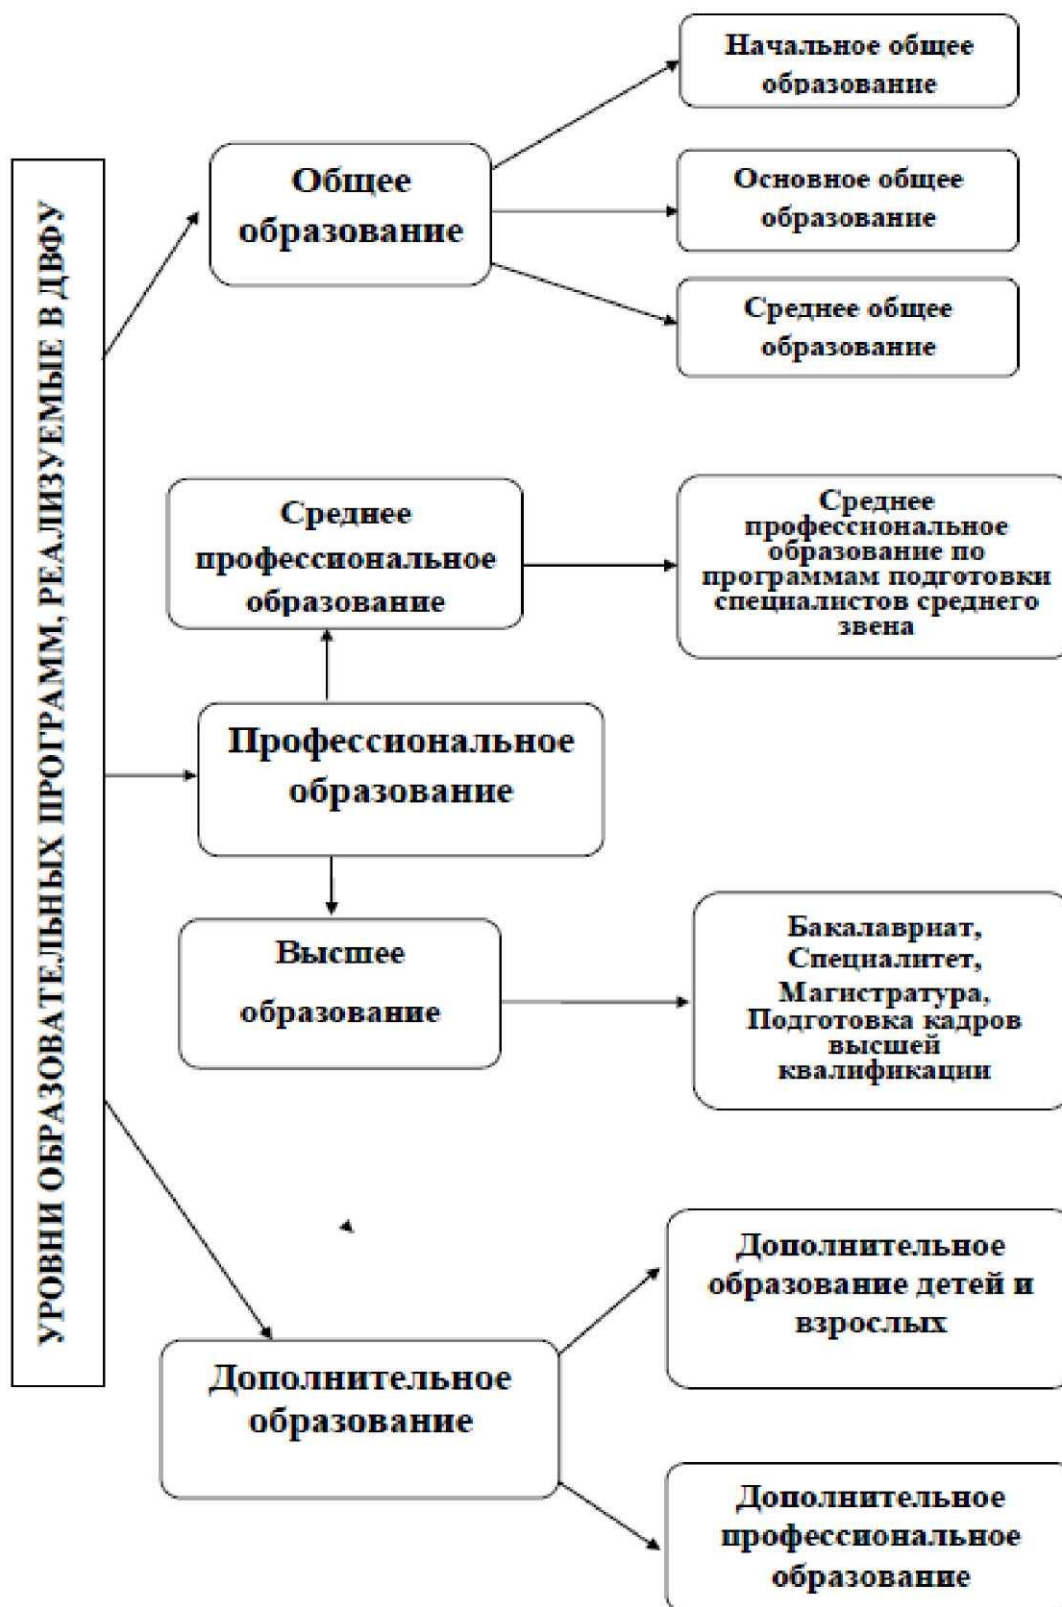 УРОВНИ ОБРАЗОВАТЕЛЬНЫХ ПРОГРАММ, РЕАЛИЗУЕМЫЕ В ДВФУ
Общее
образование
Начальное общее
образование
Основное общее
образование
Среднее общее
образование
Среднее
профессиональное
образование
Среднее
профессиональное
образование по
программам подготовки
специалистов среднего
звена
Профессиональное
образование
Высшее
образование
Бакалавриат,
Специалитет,
Магистратура,
Подготовка кадров
высшей
квалификации
Дополнительное
образование
Дополнительное
образование детей и
взрослых
Дополнительное
профессиональное
образование